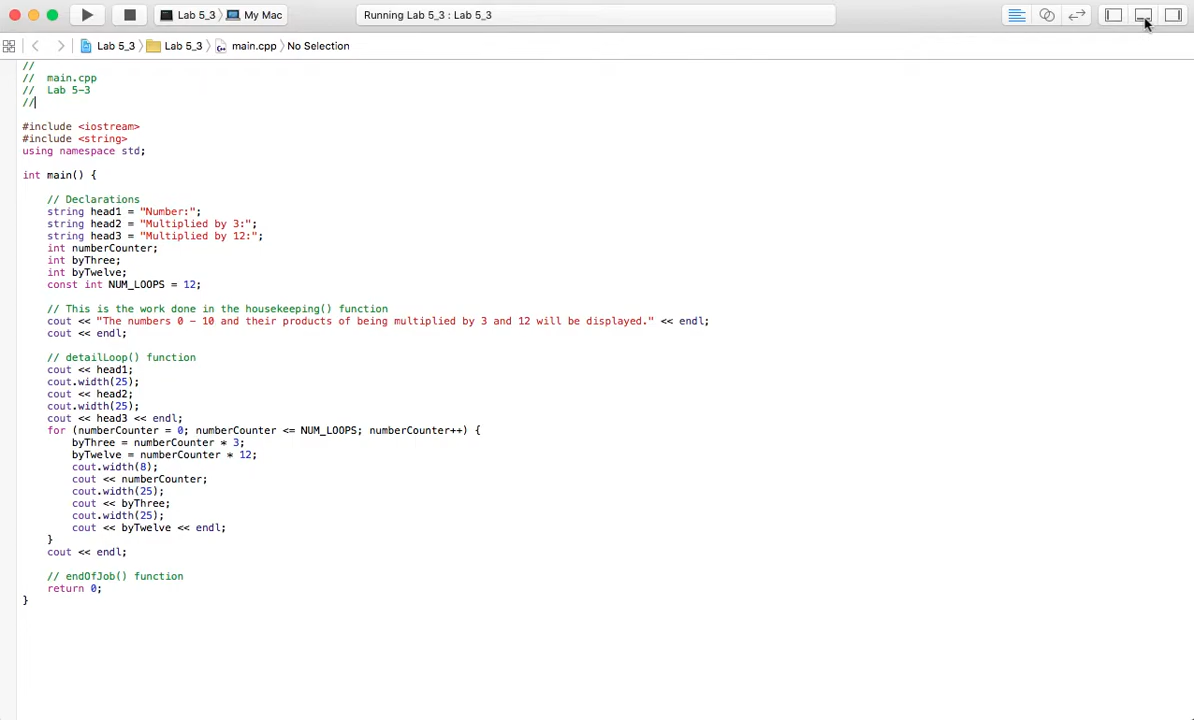 Lab 5_3 〉 My Mac
Running Lab 5_3 : Lab 5_3
Lab 5_3 〉 Lab 5_3 〉 main.cpp 〉 No Selection
//
//  main.cpp
//  Lab 5-3
//
#include <iostream>
#include <string>
using namespace std;
int main() {
    // Declarations
    string head1 = "Number:";
    string head2 = "Multiplied by 3:";
    string head3 = "Multiplied by 12:";
    int numberCounter;
    int byThree;
    int byTwelve;
    const int NUM_LOOPS = 12;
    // This is the work done in the housekeeping() function
    cout << "The numbers 0 - 10 and their products of being multiplied by 3 and 12 will be displayed." << endl;
    cout << endl;
    // detailLoop() function
    cout << head1;
    cout.width(25);
    cout << head2;
    cout.width(25);
    cout << head3 << endl;
    for (numberCounter = 0; numberCounter <= NUM_LOOPS; numberCounter++) {
        byThree = numberCounter * 3;
        byTwelve = numberCounter * 12;
        cout.width(8);
        cout << numberCounter;
        cout.width(25);
        cout << byThree;
        cout.width(25);
        cout << byTwelve << endl;
    }
    cout << endl;
    // endOfJob() function
    return 0;
}